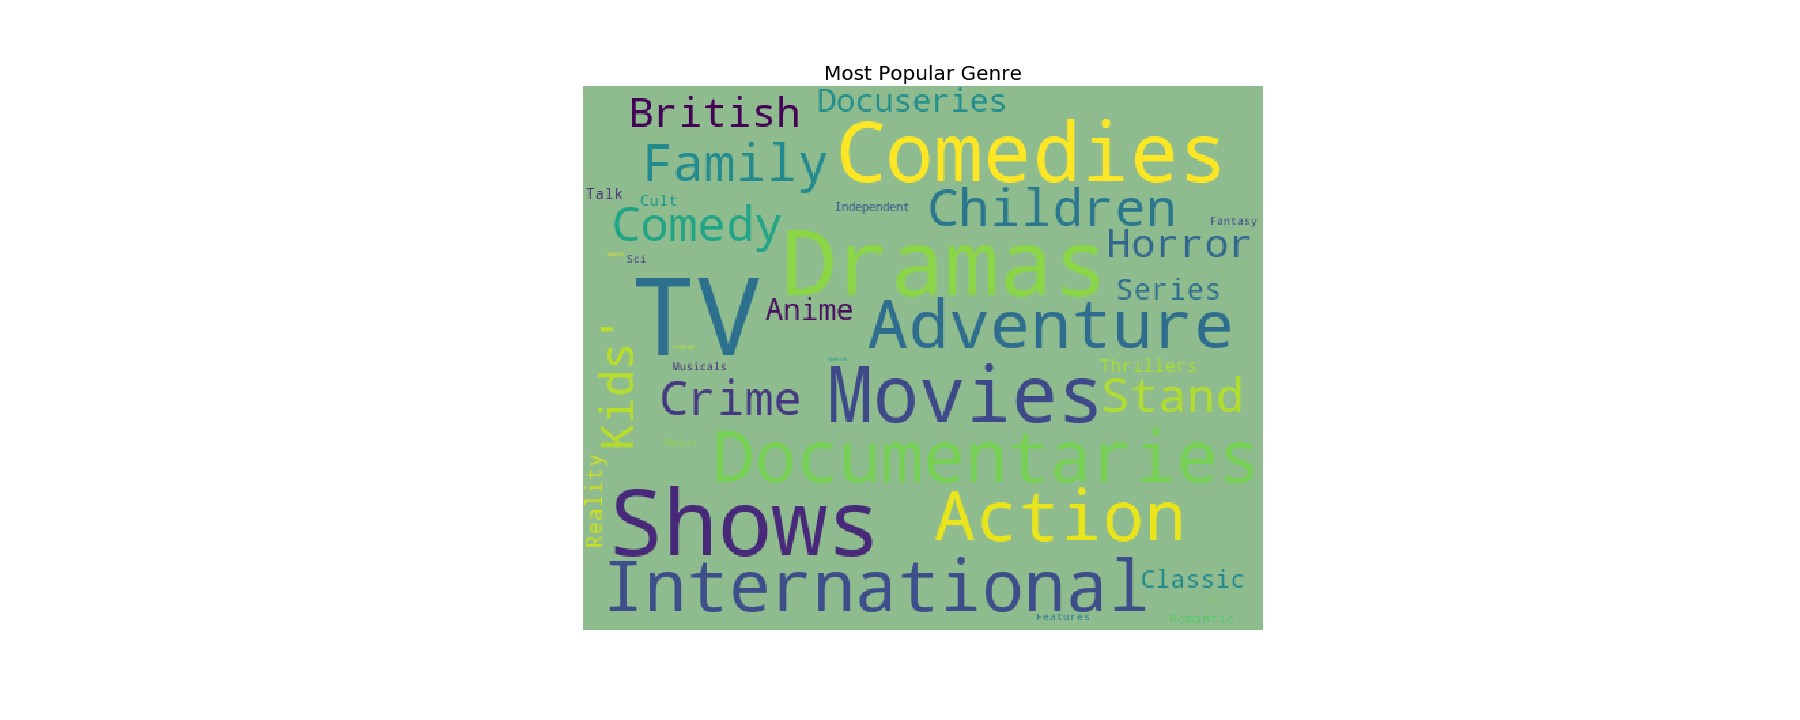 Most Popular Genre
British
Docuseries
Comedies
Family
Talk
Cult
Independent
Children
Fantasy
Comedy
Dramas
Horror
Sci
TV
Anime
Series
Adventure
Kids'
Musicals
Thrillers
Crime
Movies
Stand
Documentaries
Reality
Shows
Action
International
Classic
Features
Romantic